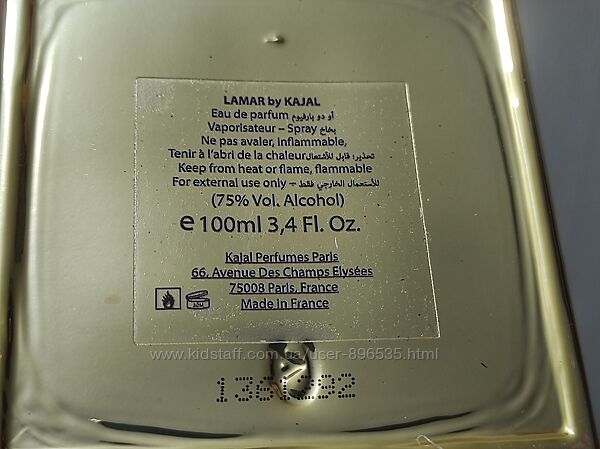 LAMAR by KAJAL
Eau de parfum أو دو بارفيوم
Vaporisateur – Spray بخاخ
Ne pas avaler, inflammable,
Tenir à l'abri de la chaleur تحذير: قابل للأشتعال
Keep from heat or flame, flammable
For external use only – للأستعمال الخارجي فقط
(75% Vol. Alcohol)
e 100ml 3,4 Fl. Oz.
Kajal Perfumes Paris
66, Avenue Des Champs Elysées
75008 Paris, France
Made in France
www.kidstaff.com.ua/user-896535.html